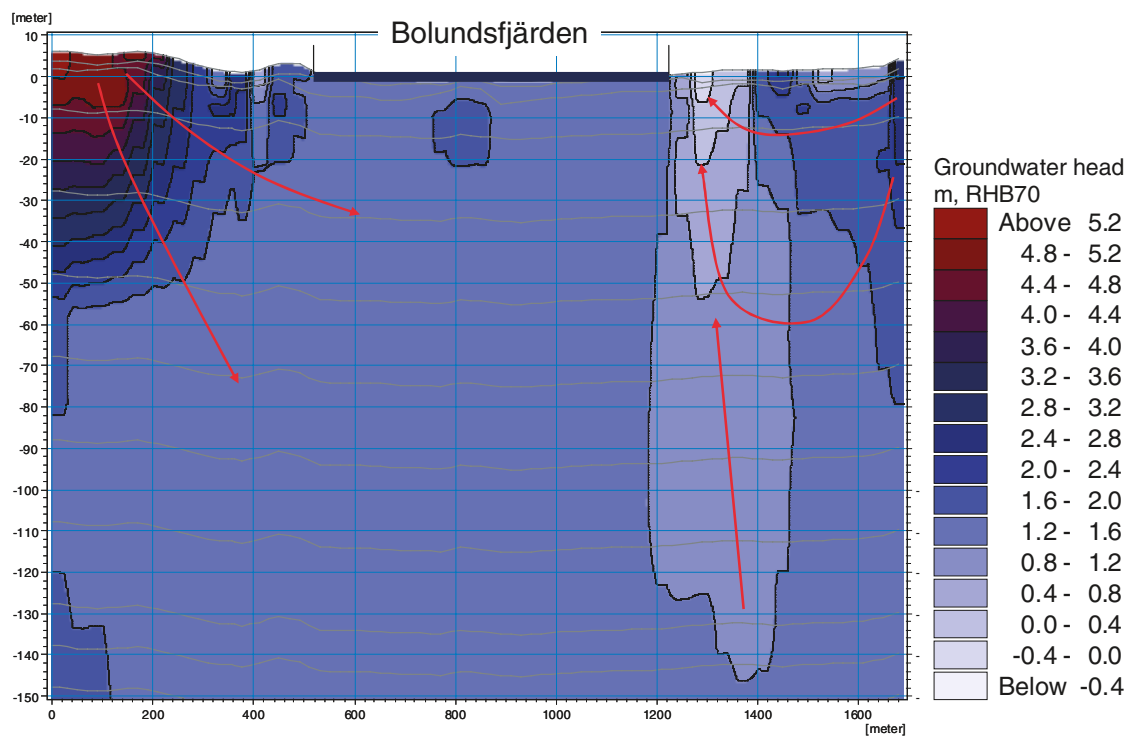 [meter]
Bolundsfjärden
10
0
-10
-20
-30
-40
-50
-60
-70
-80
-90
-100
-110
-120
-130
-140
-150
0 200 400 600 800 1000 1200 1400 1600
[meter]
Groundwater head
m, RHB70
Above 5.2
4.8 - 5.2
4.4 - 4.8
4.0 - 4.4
3.6 - 4.0
3.2 - 3.6
2.8 - 3.2
2.4 - 2.8
2.0 - 2.4
1.6 - 2.0
1.2 - 1.6
0.8 - 1.2
0.4 - 0.8
0.0 - 0.4
-0.4 - 0.0
Below -0.4